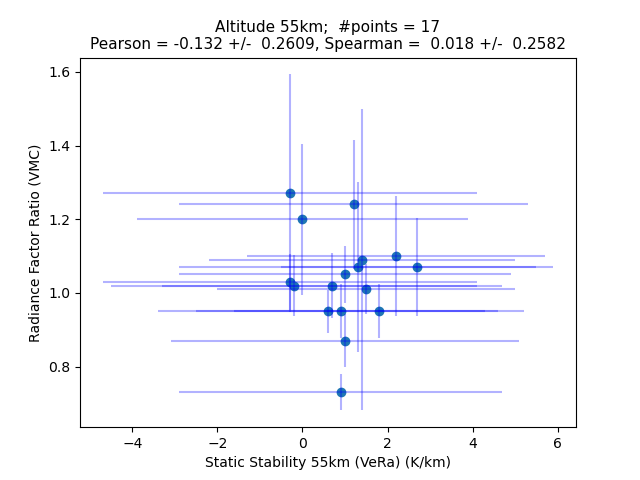 Altitude 55km;  #points = 17
Pearson = -0.132 +/-  0.2609, Spearman =  0.018 +/-  0.2582
1.6
1.4
1.2
1.0
0.8
Radiance Factor Ratio (VMC)
−4 −2 0 2 4 6
Static Stability 55km (VeRa) (K/km)